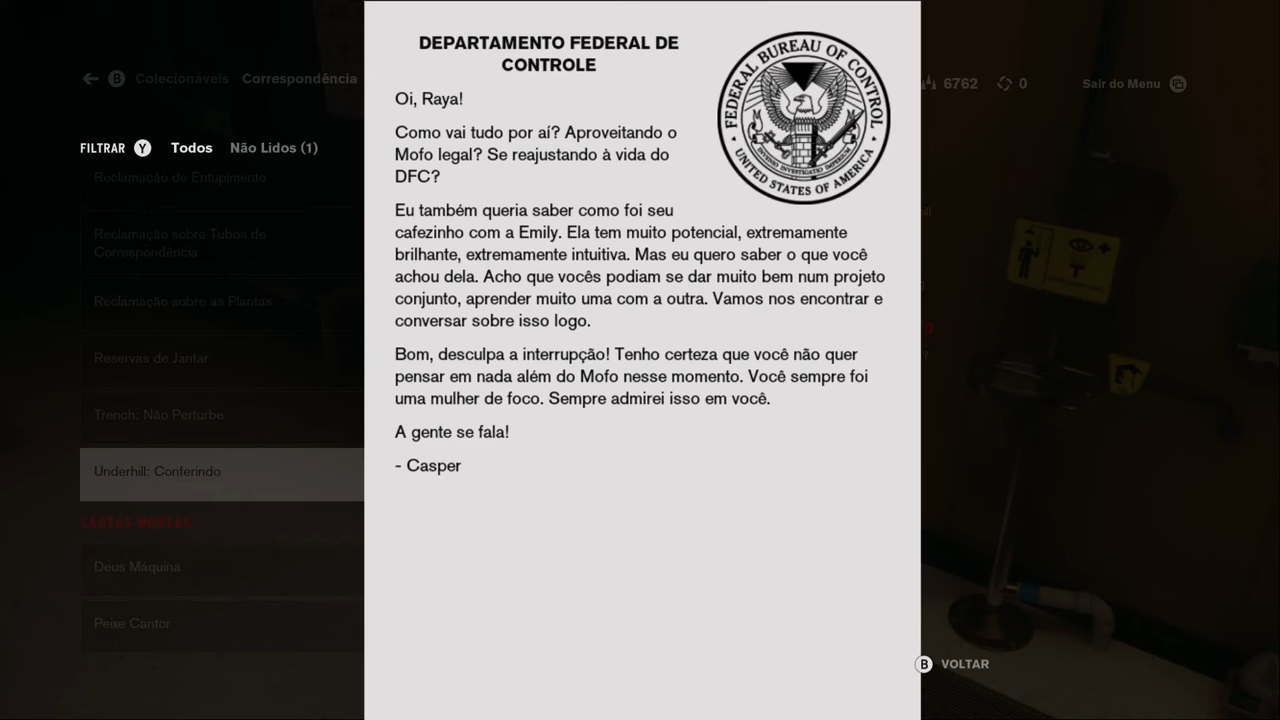 Colecionáveis Correspondência
6762 0
Sair do Menu
FILTRAR Y Todos Não Lidos (1)
Reclamação de Entupimento
Reclamação sobre Tubos de
Correspondência
Reclamação sobre as Plantas
Reservas de Jantar
Trench: Não Perturbe
Underhill: Conferindo
Deus Máquina
Peixe Cantor
DEPARTAMENTO FEDERAL DE
CONTROLE
FEDERAL BUREAU OF CONTROL
UNITED STATES OF AMERICA
Oi, Raya!
Como vai tudo por aí? Aproveitando o
Mofo legal? Se reajustando à vida do
DFC?
Eu também queria saber como foi seu
cafezinho com a Emily. Ela tem muito potencial, extremamente
brilhante, extremamente intuitiva. Mas eu quero saber o que você
achou dela. Acho que vocês podiam se dar muito bem num projeto
conjunto, aprender muito uma com a outra. Vamos nos encontrar e
conversar sobre isso logo.
Bom, desculpa a interrupção! Tenho certeza que você não quer
pensar em nada além do Mofo nesse momento. Você sempre foi
uma mulher de foco. Sempre admirei isso em você.
A gente se fala!
- Casper
B VOLTAR